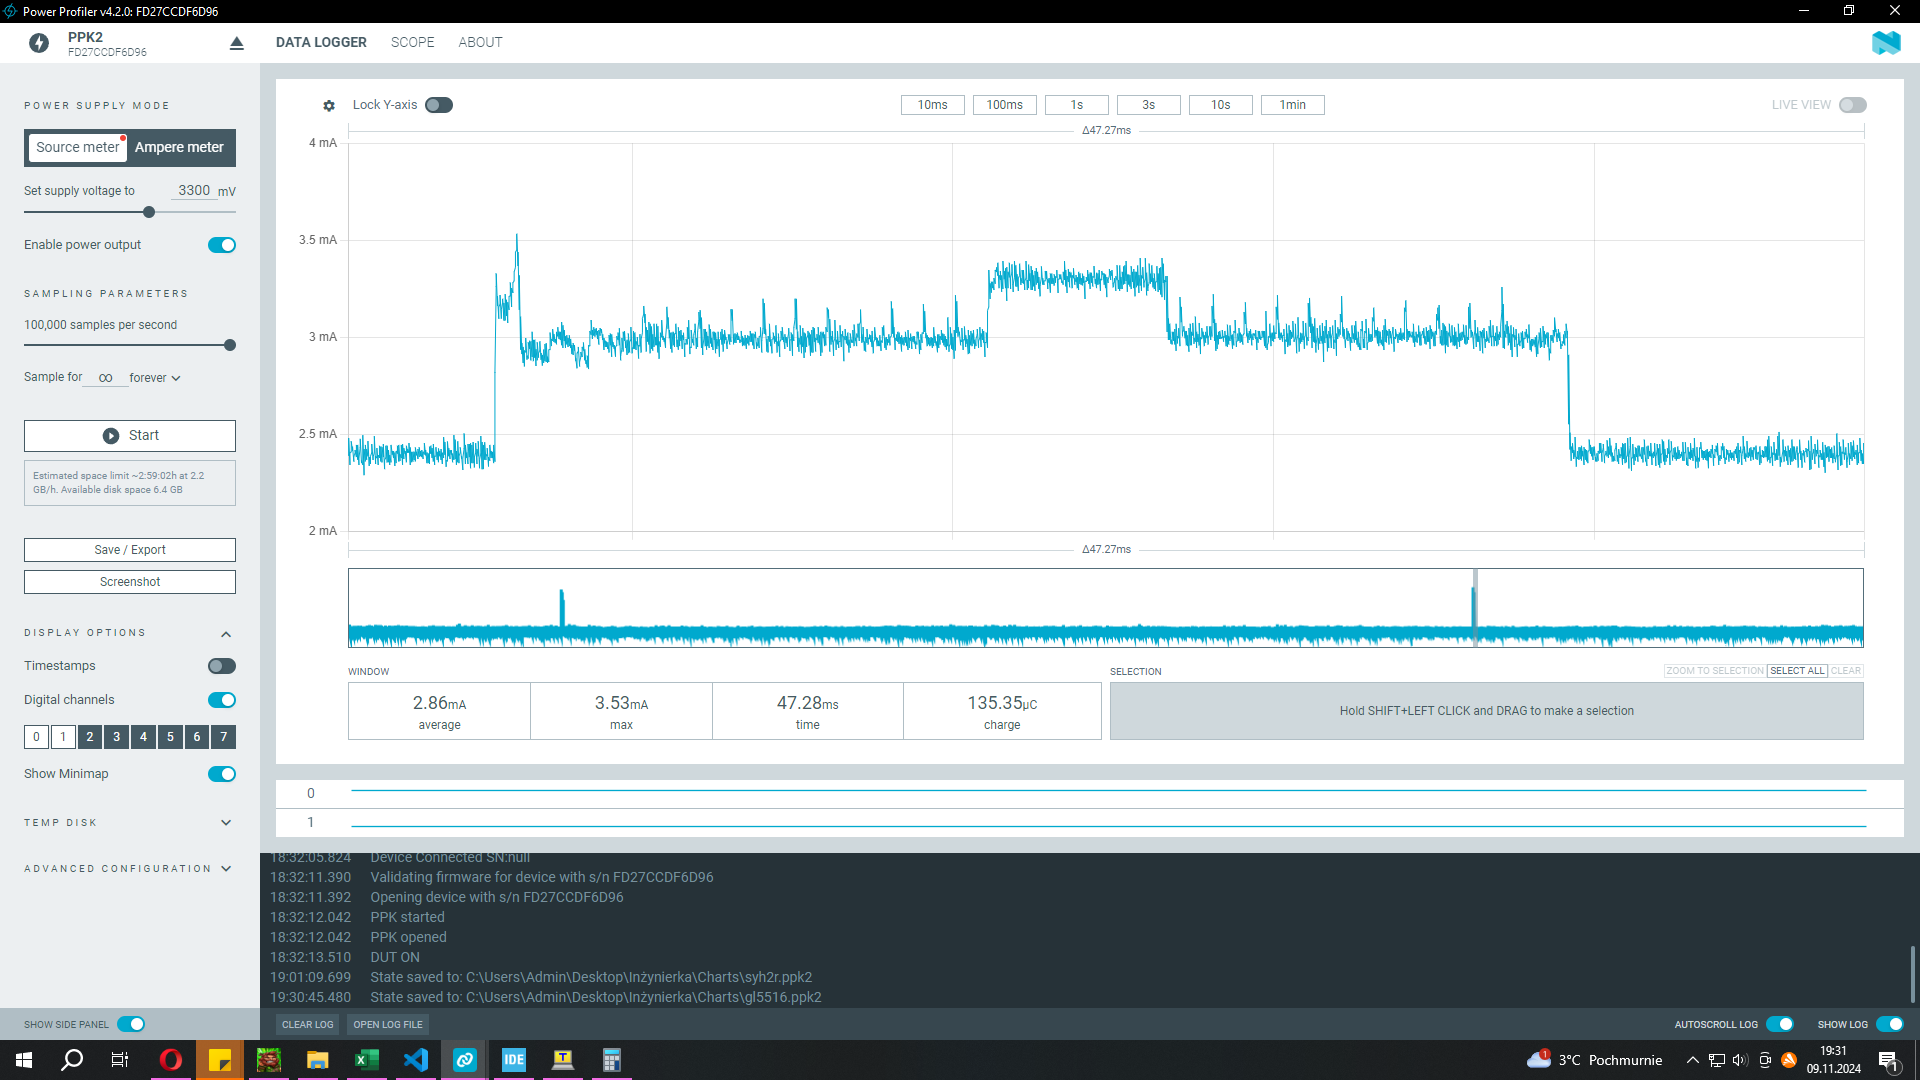 Power Profiler v4.2.0: FD27CCDF6D96
PPK2
FD27CCDF6D96
DATA LOGGER
SCOPE
ABOUT
POWER SUPPLY MODE
Source meter
Ampere meter
Set supply voltage to 3300 mV
Enable power output
SAMPLING PARAMETERS
100,000 samples per second
Sample for ∞ forever
Start
Estimated space limit ~2:59:02h at 2.2
GB/h. Available disk space 6.4 GB
Save / Export
Screenshot
DISPLAY OPTIONS
Timestamps
Digital channels
0 1 2 3 4 5 6 7
Show Minimap
TEMP DISK
ADVANCED CONFIGURATION
SHOW SIDE PANEL
Lock Y-axis
10ms
100ms
1s
3s
10s
1min
LIVE VIEW
Δ47.27ms
4 mA
3.5 mA
3 mA
2.5 mA
2 mA
Δ47.27ms
WINDOW
2.86mA
average
3.53mA
max
47.28ms
time
135.35μC
charge
SELECTION
ZOOM TO SELECTION
SELECT ALL
CLEAR
Hold SHIFT+LEFT CLICK and DRAG to make a selection
0
1
18:32:05.824 Device Connected SN:null
18:32:11.390 Validating firmware for device with s/n FD27CCDF6D96
18:32:11.392 Opening device with s/n FD27CCDF6D96
18:32:12.042 PPK started
18:32:12.042 PPK opened
18:32:13.510 DUT ON
19:01:09.699 State saved to: C:\Users\Admin\Desktop\Inżynierka\Charts\syh2r.ppk2
19:30:45.480 State saved to: C:\Users\Admin\Desktop\Inżynierka\Charts\gl5516.ppk2
CLEAR LOG
OPEN LOG FILE
AUTOSCROLL LOG
SHOW LOG
IDE
T
1
3°C Pochmurnie
19:31
09.11.2024
1